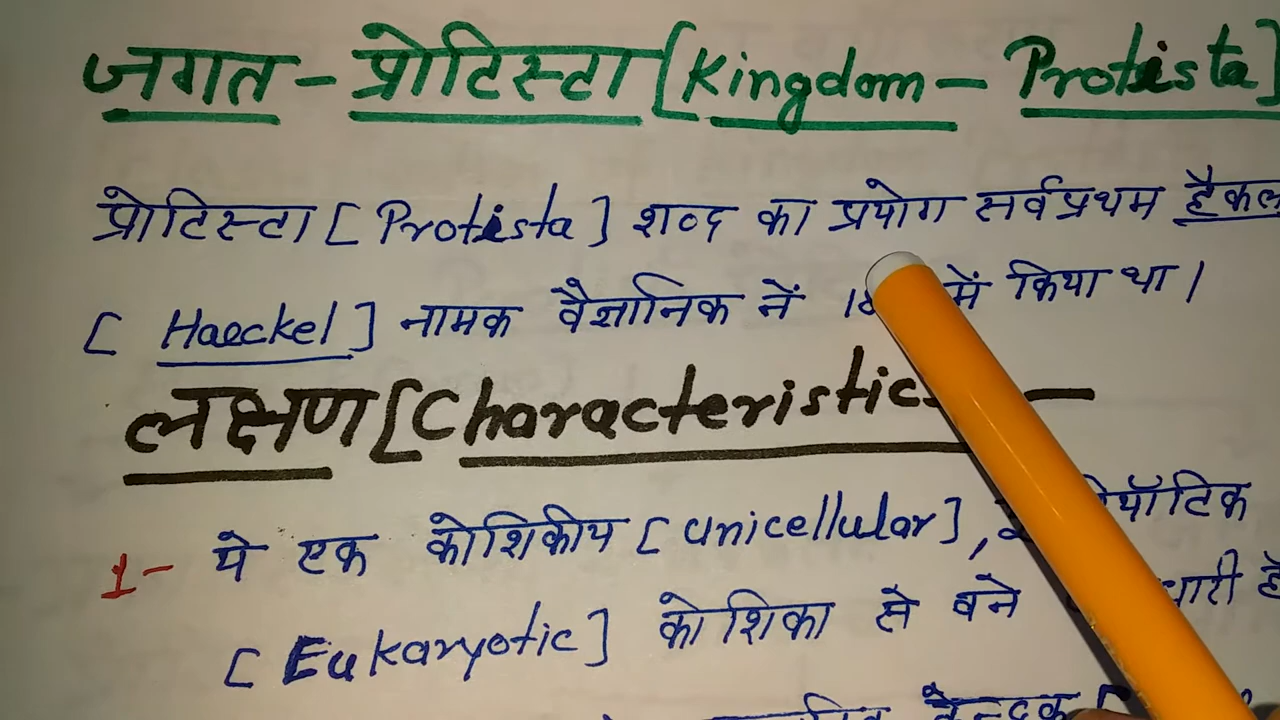 जगत - प्रोटिस्टा [Kingdom - Protista]
प्रोटिस्टा [Protista] शब्द का प्रयोग सर्वप्रथम हैकल
[Haeckel] नामक वैज्ञानिक नें में किया था।
लक्षण [Characteristics -
1- ये एक कोशिकीय [Unicellular],
[Eukaryotic] कोशिका से बने